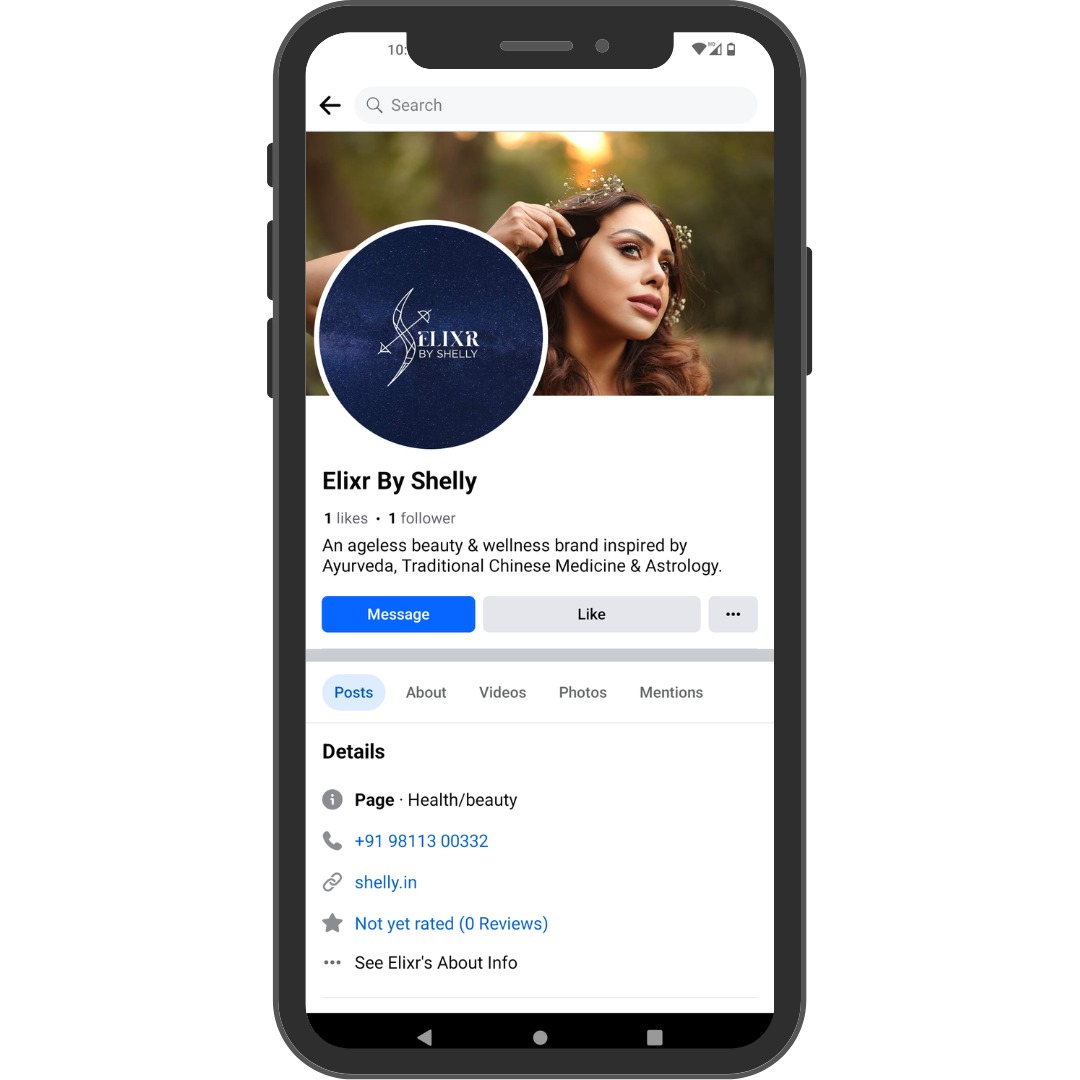 10:
Search
ELIXR
BY SHELLY
Elixr By Shelly
1 likes • 1 follower
An ageless beauty & wellness brand inspired by
Ayurveda, Traditional Chinese Medicine & Astrology.
Message Like
Posts About Videos Photos Mentions
Details
Page · Health/beauty
+91 98113 00332
shelly.in
Not yet rated (0 Reviews)
See Elixr's About Info